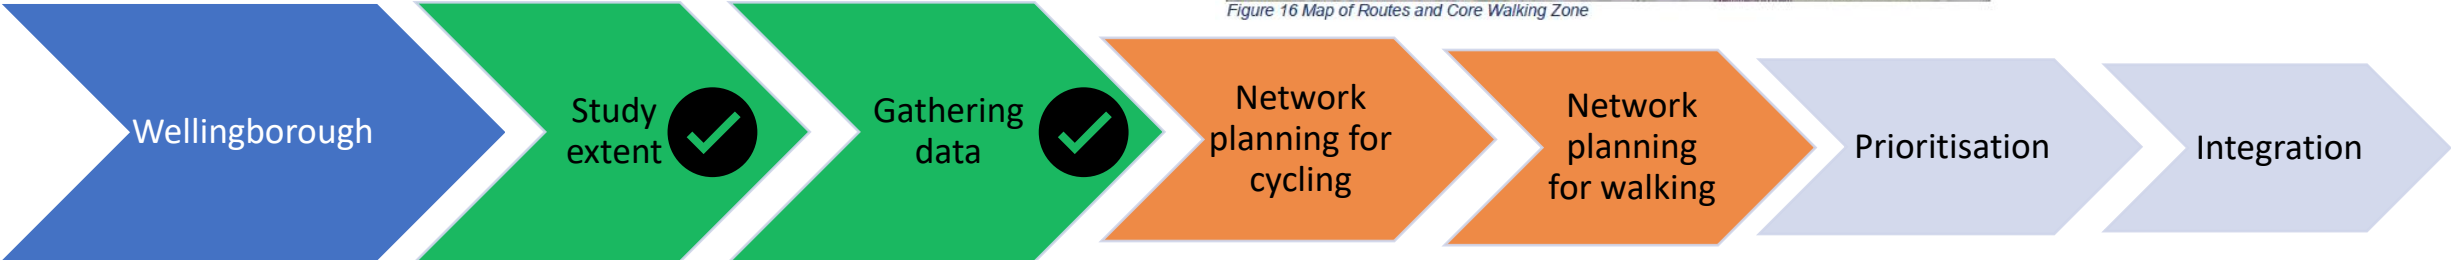 Figure 16 Map of Routes and Core Walking Zone
Wellingborough
Study
extent
Gathering
data
Network
planning for
cycling
Network
planning
for walking
Prioritisation
Integration